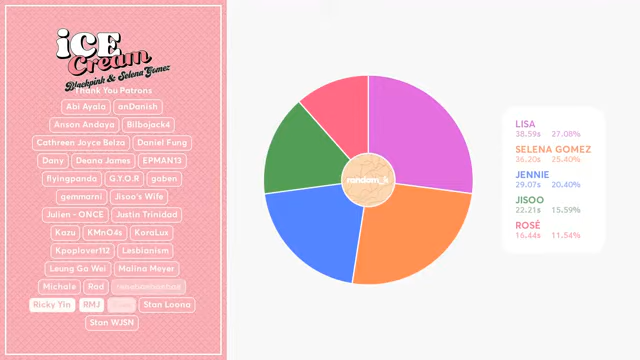 iCE
Cream
Blackpink & Selena Gomez
Thank You Patrons
Abi Ayala anDanish
Anson Andaya Bilbojack4
Cathreen Joyce Belza Daniel Fung
Dany Deana James EPMAN13
flyingpanda G.Y.O.R goben
gemmarni Jisoo's Wife
Julien - ONCE Justin Trinidad
Kazu KMnO4s KoraLux
Kpoplover112 Lesbianism
Leung Ga Wei Malina Meyer
Michale Rad
Ricky Yin RMJ Stan Loona
Stan WJSN
random_k
LISA
38.59s 27.08%
SELENA GOMEZ
36.20s 25.40%
JENNIE
29.07s 20.40%
JISOO
22.21s 15.59%
ROSÉ
16.44s 11.54%